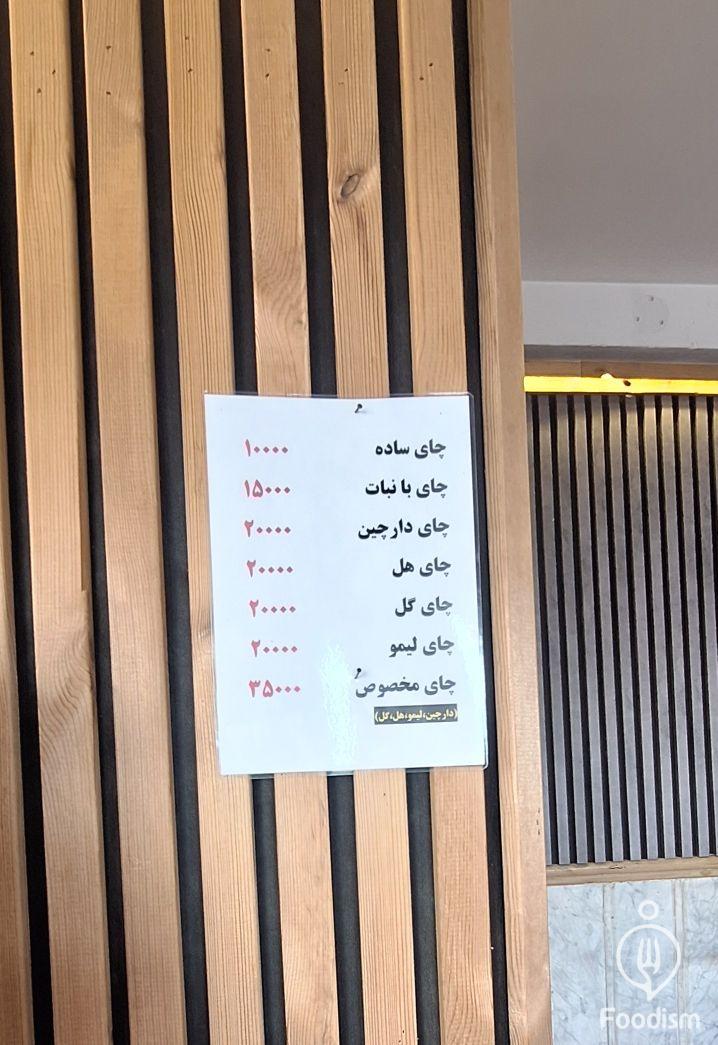 چای ساده ۱۰۰۰۰
چای با نبات ۱۵۰۰۰
چای دارچین ۲۰۰۰۰
چای هل ۲۰۰۰۰
چای گل ۲۰۰۰۰
چای لیمو ۲۰۰۰۰
چای مخصوص ۳۵۰۰۰
(دارچین،لیمو،هل،گل)
Foodism